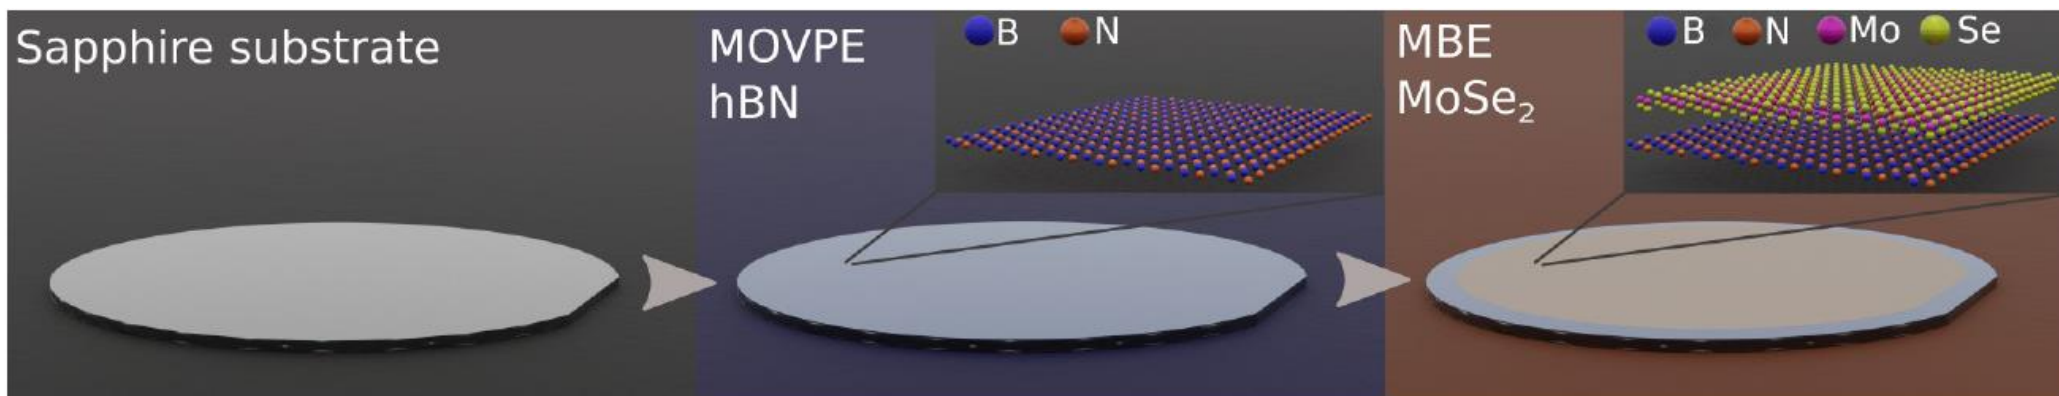 Sapphire substrate
MOVPE
hBN
B N
MBE
MoSe₂
B N Mo Se